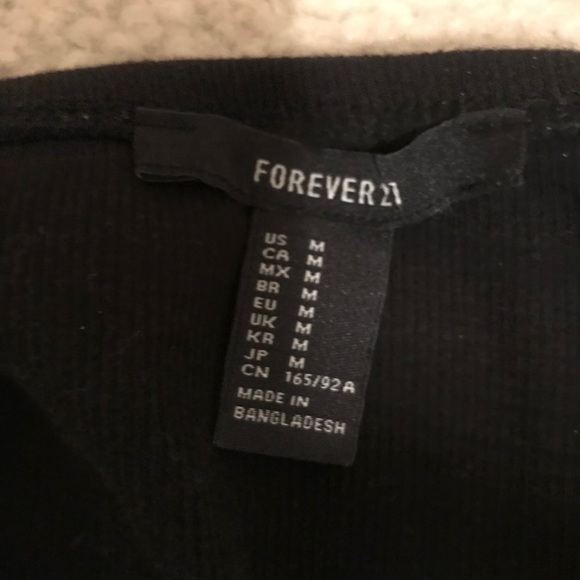 FOREVER 21
US M
CA M
MX M
BR M
EU M
UK M
KR M
JP M
CN 165/92A
MADE IN
BANGLADESH